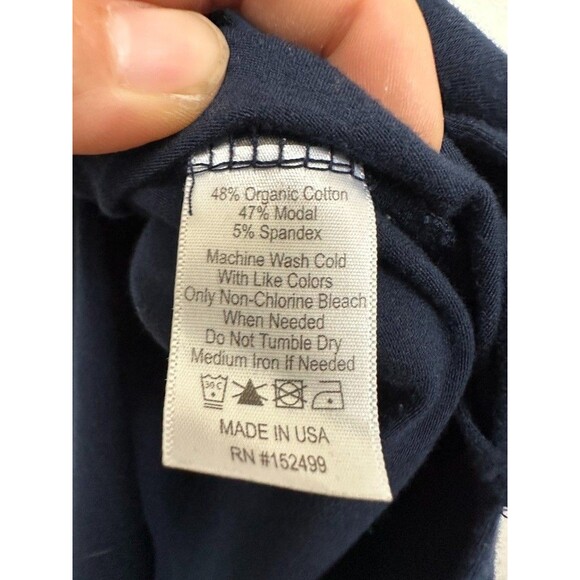 48% Organic Cotton
47% Modal
5% Spandex
Machine Wash Cold
With Like Colors
Only Non-Chlorine Bleach
When Needed
Do Not Tumble Dry
Medium Iron If Needed
30 C
MADE IN USA
RN #152499